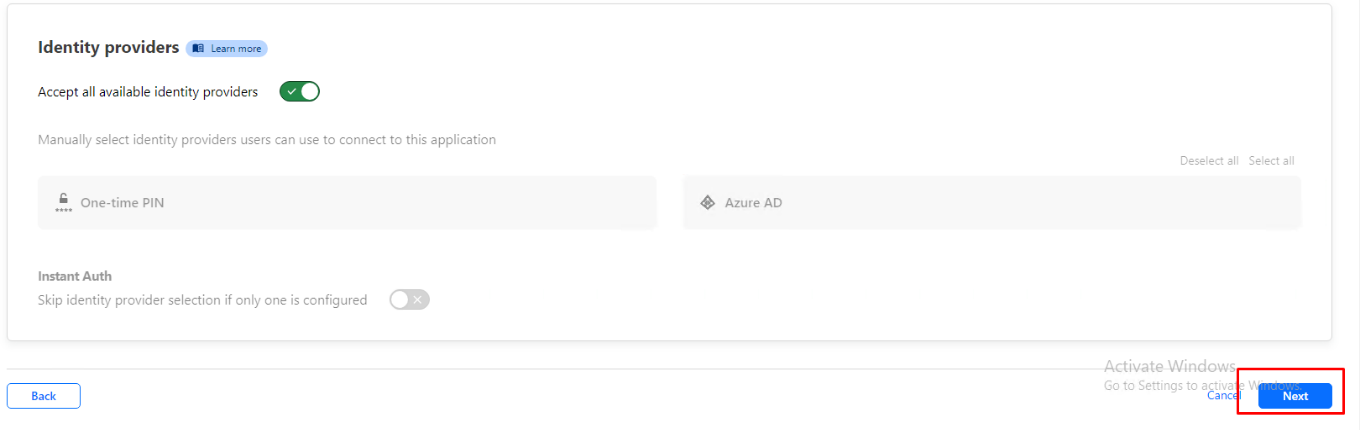 Identity providers Learn more
Accept all available identity providers
Manually select identity providers users can use to connect to this application
Deselect all Select all
One-time PIN Azure AD
Instant Auth
Skip identity provider selection if only one is configured
Activate Windows
Go to Settings to activate Windows.
Back Cancel Next